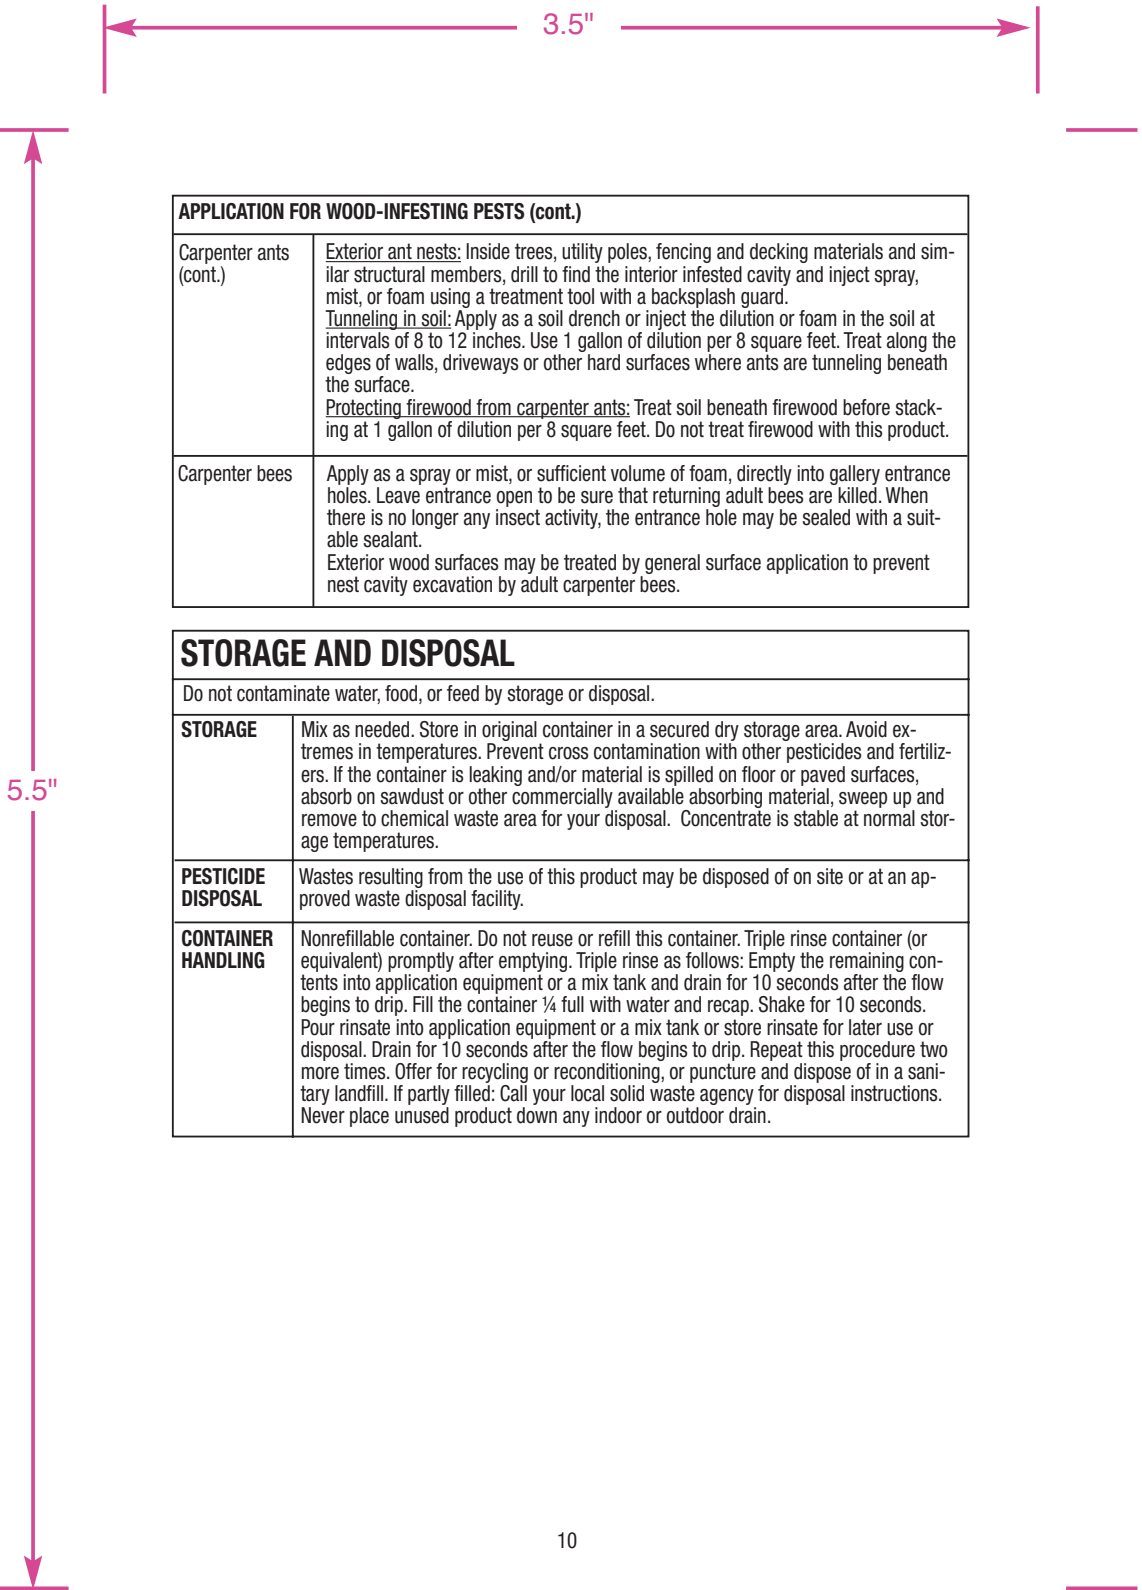 3.5"
5.5"
APPLICATION FOR WOOD-INFESTING PESTS (cont.)
Carpenter ants
(cont.)
Exterior ant nests: Inside trees, utility poles, fencing and decking materials and sim-
ilar structural members, drill to find the interior infested cavity and inject spray,
mist, or foam using a treatment tool with a backsplash guard.
Tunneling in soil: Apply as a soil drench or inject the dilution or foam in the soil at
intervals of 8 to 12 inches. Use 1 gallon of dilution per 8 square feet. Treat along the
edges of walls, driveways or other hard surfaces where ants are tunneling beneath
the surface.
Protecting firewood from carpenter ants: Treat soil beneath firewood before stack-
ing at 1 gallon of dilution per 8 square feet. Do not treat firewood with this product.
Carpenter bees
Apply as a spray or mist, or sufficient volume of foam, directly into gallery entrance
holes. Leave entrance open to be sure that returning adult bees are killed. When
there is no longer any insect activity, the entrance hole may be sealed with a suit-
able sealant.
Exterior wood surfaces may be treated by general surface application to prevent
nest cavity excavation by adult carpenter bees.
STORAGE AND DISPOSAL
Do not contaminate water, food, or feed by storage or disposal.
STORAGE
Mix as needed. Store in original container in a secured dry storage area. Avoid ex-
tremes in temperatures. Prevent cross contamination with other pesticides and fertiliz-
ers. If the container is leaking and/or material is spilled on floor or paved surfaces,
absorb on sawdust or other commercially available absorbing material, sweep up and
remove to chemical waste area for your disposal.  Concentrate is stable at normal stor-
age temperatures.
PESTICIDE
DISPOSAL
Wastes resulting from the use of this product may be disposed of on site or at an ap-
proved waste disposal facility.
CONTAINER
HANDLING
Nonrefillable container. Do not reuse or refill this container. Triple rinse container (or
equivalent) promptly after emptying. Triple rinse as follows: Empty the remaining con-
tents into application equipment or a mix tank and drain for 10 seconds after the flow
begins to drip. Fill the container ¼ full with water and recap. Shake for 10 seconds.
Pour rinsate into application equipment or a mix tank or store rinsate for later use or
disposal. Drain for 10 seconds after the flow begins to drip. Repeat this procedure two
more times. Offer for recycling or reconditioning, or puncture and dispose of in a sani-
tary landfill. If partly filled: Call your local solid waste agency for disposal instructions.
Never place unused product down any indoor or outdoor drain.
10